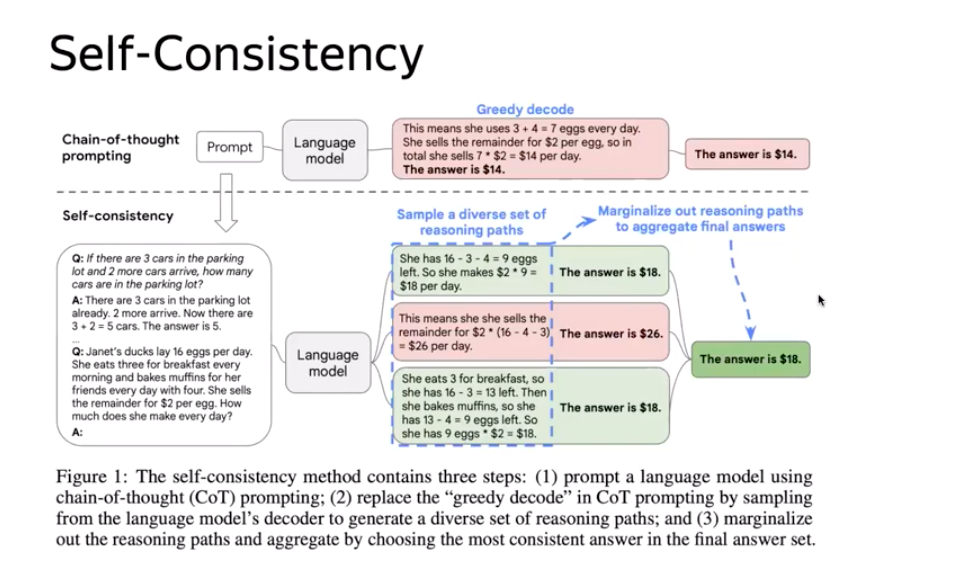 Self-Consistency
Greedy decode
Chain-of-thought
prompting
Prompt
Language
model
This means she uses 3 + 4 = 7 eggs every day.
She sells the remainder for $2 per egg, so in
total she sells 7 * $2 = $14 per day.
The answer is $14.
The answer is $14.
Self-consistency
Sample a diverse set of
reasoning paths
Marginalize out reasoning paths
to aggregate final answers
Q: If there are 3 cars in the parking
lot and 2 more cars arrive, how many
cars are in the parking lot?
A: There are 3 cars in the parking lot
already. 2 more arrive. Now there are
3 + 2 = 5 cars. The answer is 5.
...
Q: Janet's ducks lay 16 eggs per day.
She eats three for breakfast every
morning and bakes muffins for her
friends every day with four. She sells
the remainder for $2 per egg. How
much does she make every day?
A:
Language
model
She has 16 - 3 - 4 = 9 eggs
left. So she makes $2 * 9 =
$18 per day.
The answer is $18.
This means she she sells the
remainder for $2 * (16 - 4 - 3)
= $26 per day.
The answer is $26.
She eats 3 for breakfast, so
she has 16 - 3 = 13 left. Then
she bakes muffins, so she
has 13 - 4 = 9 eggs left. So
she has 9 eggs * $2 = $18.
The answer is $18.
The answer is $18.
Figure 1: The self-consistency method contains three steps: (1) prompt a language model using
chain-of-thought (CoT) prompting; (2) replace the “greedy decode” in CoT prompting by sampling
from the language model’s decoder to generate a diverse set of reasoning paths; and (3) marginalize
out the reasoning paths and aggregate by choosing the most consistent answer in the final answer set.